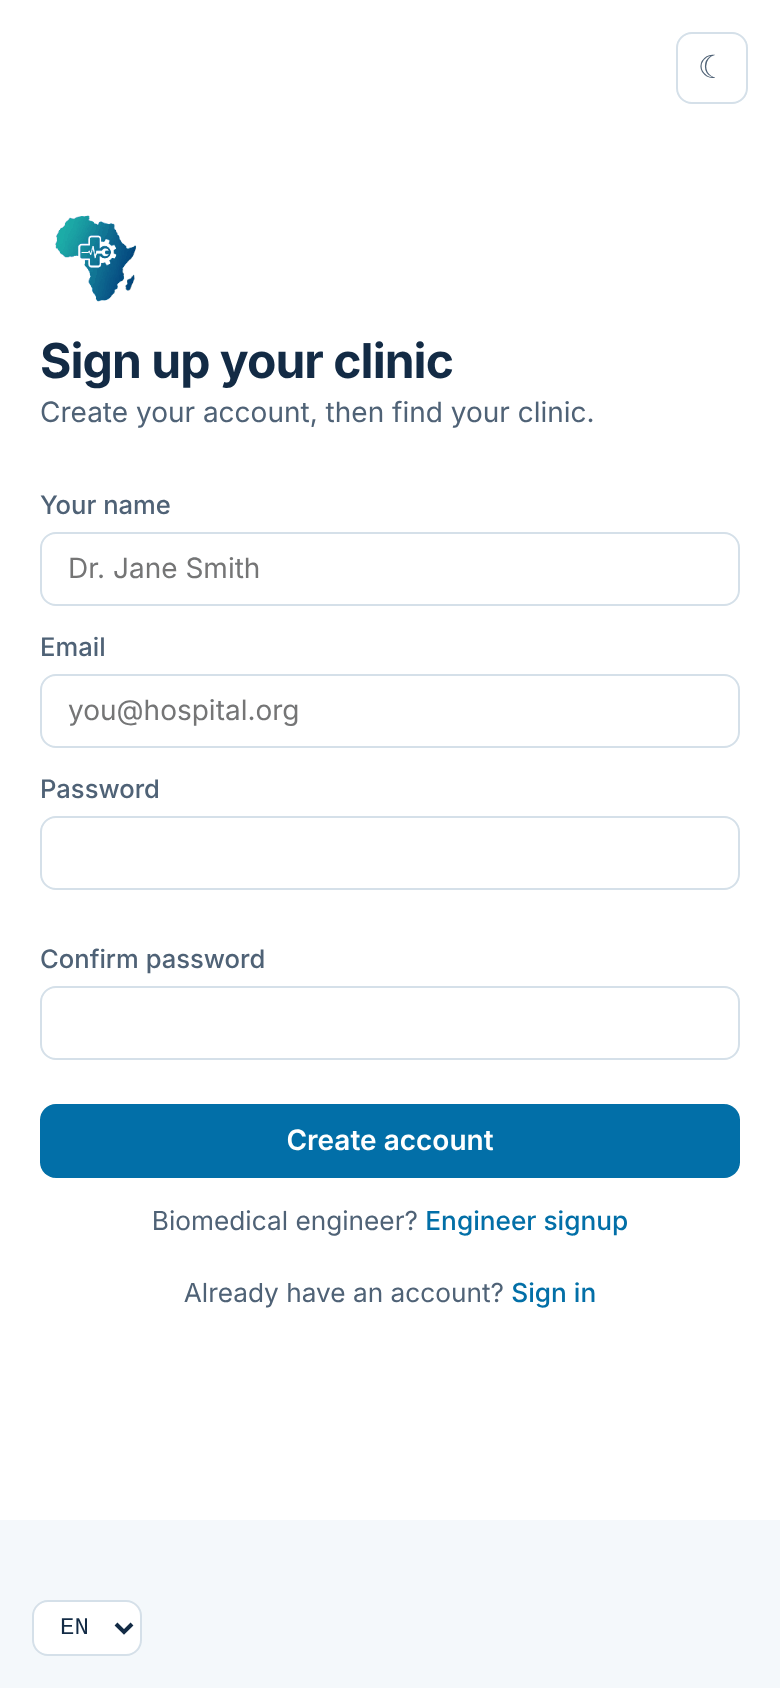 Sign up your clinic
Create your account, then find your clinic.
Your name
Dr. Jane Smith
Email
you@hospital.org
Password
Confirm password
Create account
Biomedical engineer? Engineer signup
Already have an account? Sign in
EN